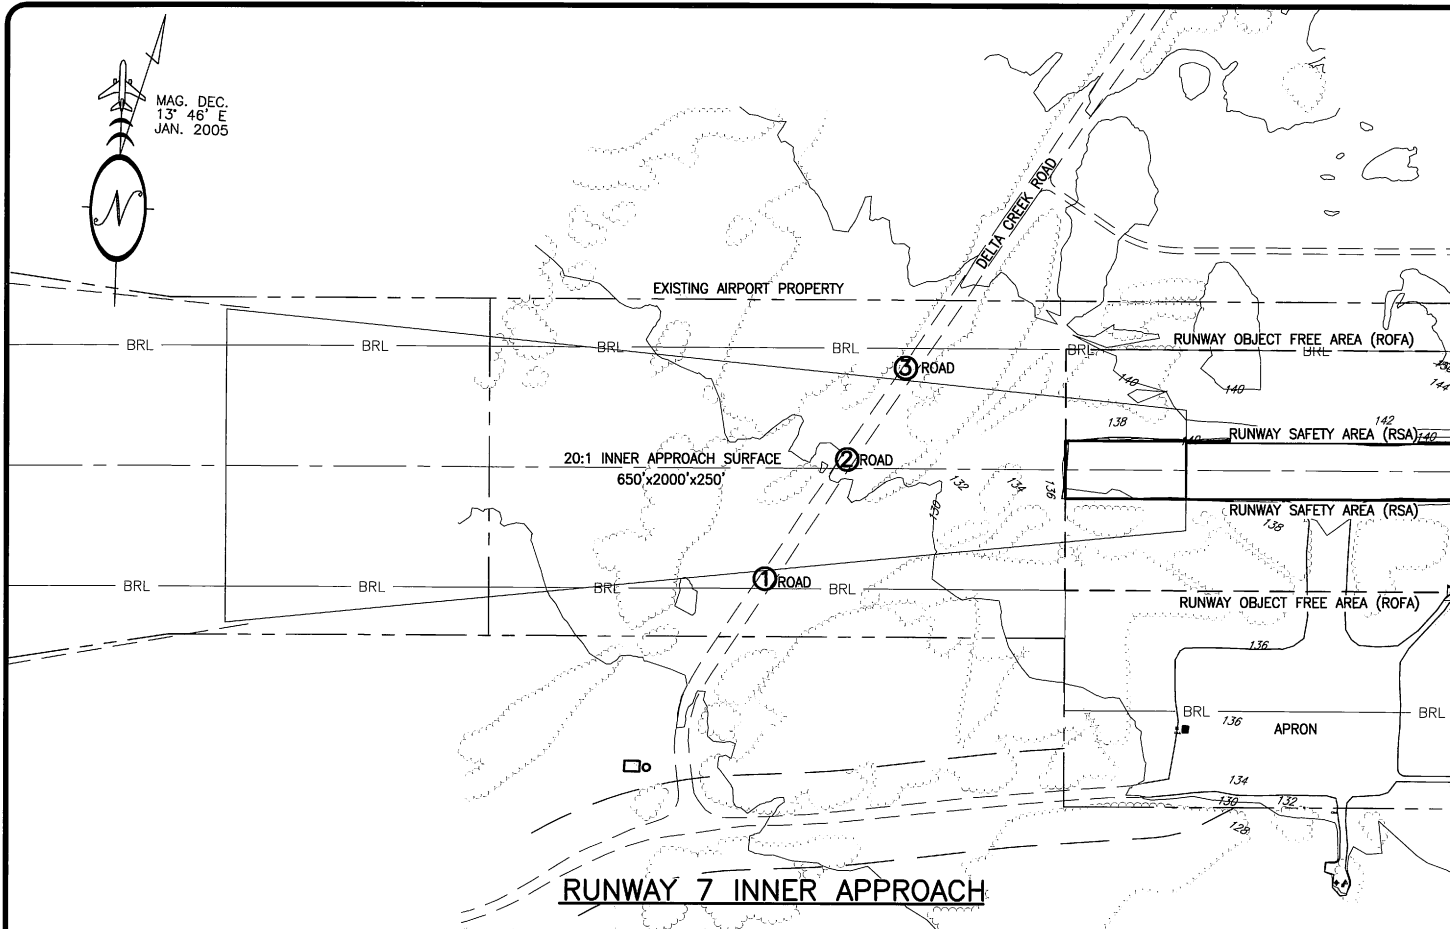 MAG. DEC.
13° 46' E
JAN. 2005
N
DELTA CREEK ROAD
EXISTING AIRPORT PROPERTY
BRL
BRL
BRL
BRL
BRL
RUNWAY OBJECT FREE AREA (ROFA)
BRL
3 ROAD
140
140
144
138
142
140
RUNWAY SAFETY AREA (RSA)
20:1 INNER APPROACH SURFACE
650'x2000'x250'
2 ROAD
132
134
136
130
RUNWAY SAFETY AREA (RSA)
138
1 ROAD
BRL
BRL
BRL
BRL
RUNWAY OBJECT FREE AREA (ROFA)
136
BRL
136
APRON
BRL
134
130
132
128
RUNWAY 7 INNER APPROACH